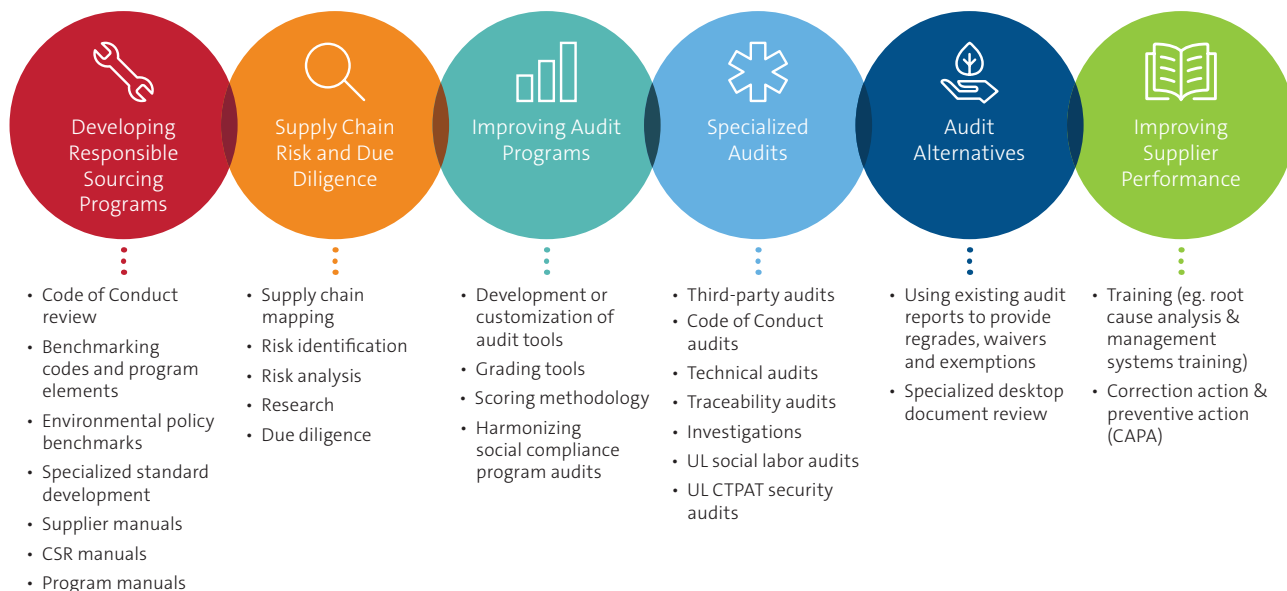 Developing
Responsible
Sourcing
Programs
Supply Chain
Risk and Due
Diligence
Improving Audit
Programs
Specialized
Audits
Audit
Alternatives
Improving
Supplier
Performance
• Code of Conduct
review
• Benchmarking
codes and program
elements
• Environmental policy
benchmarks
• Specialized standard
development
• Supplier manuals
• CSR manuals
• Program manuals
• Supply chain
mapping
• Risk identification
• Risk analysis
• Research
• Due diligence
• Development or
customization of
audit tools
• Grading tools
• Scoring methodology
• Harmonizing
social compliance
program audits
• Third-party audits
• Code of Conduct
audits
• Technical audits
• Traceability audits
• Investigations
• UL social labor audits
• UL CTPAT security
audits
• Using existing audit
reports to provide
regrades, waivers
and exemptions
• Specialized desktop
document review
• Training (eg. root
cause analysis &
management
systems training)
• Correction action &
preventive action
(CAPA)